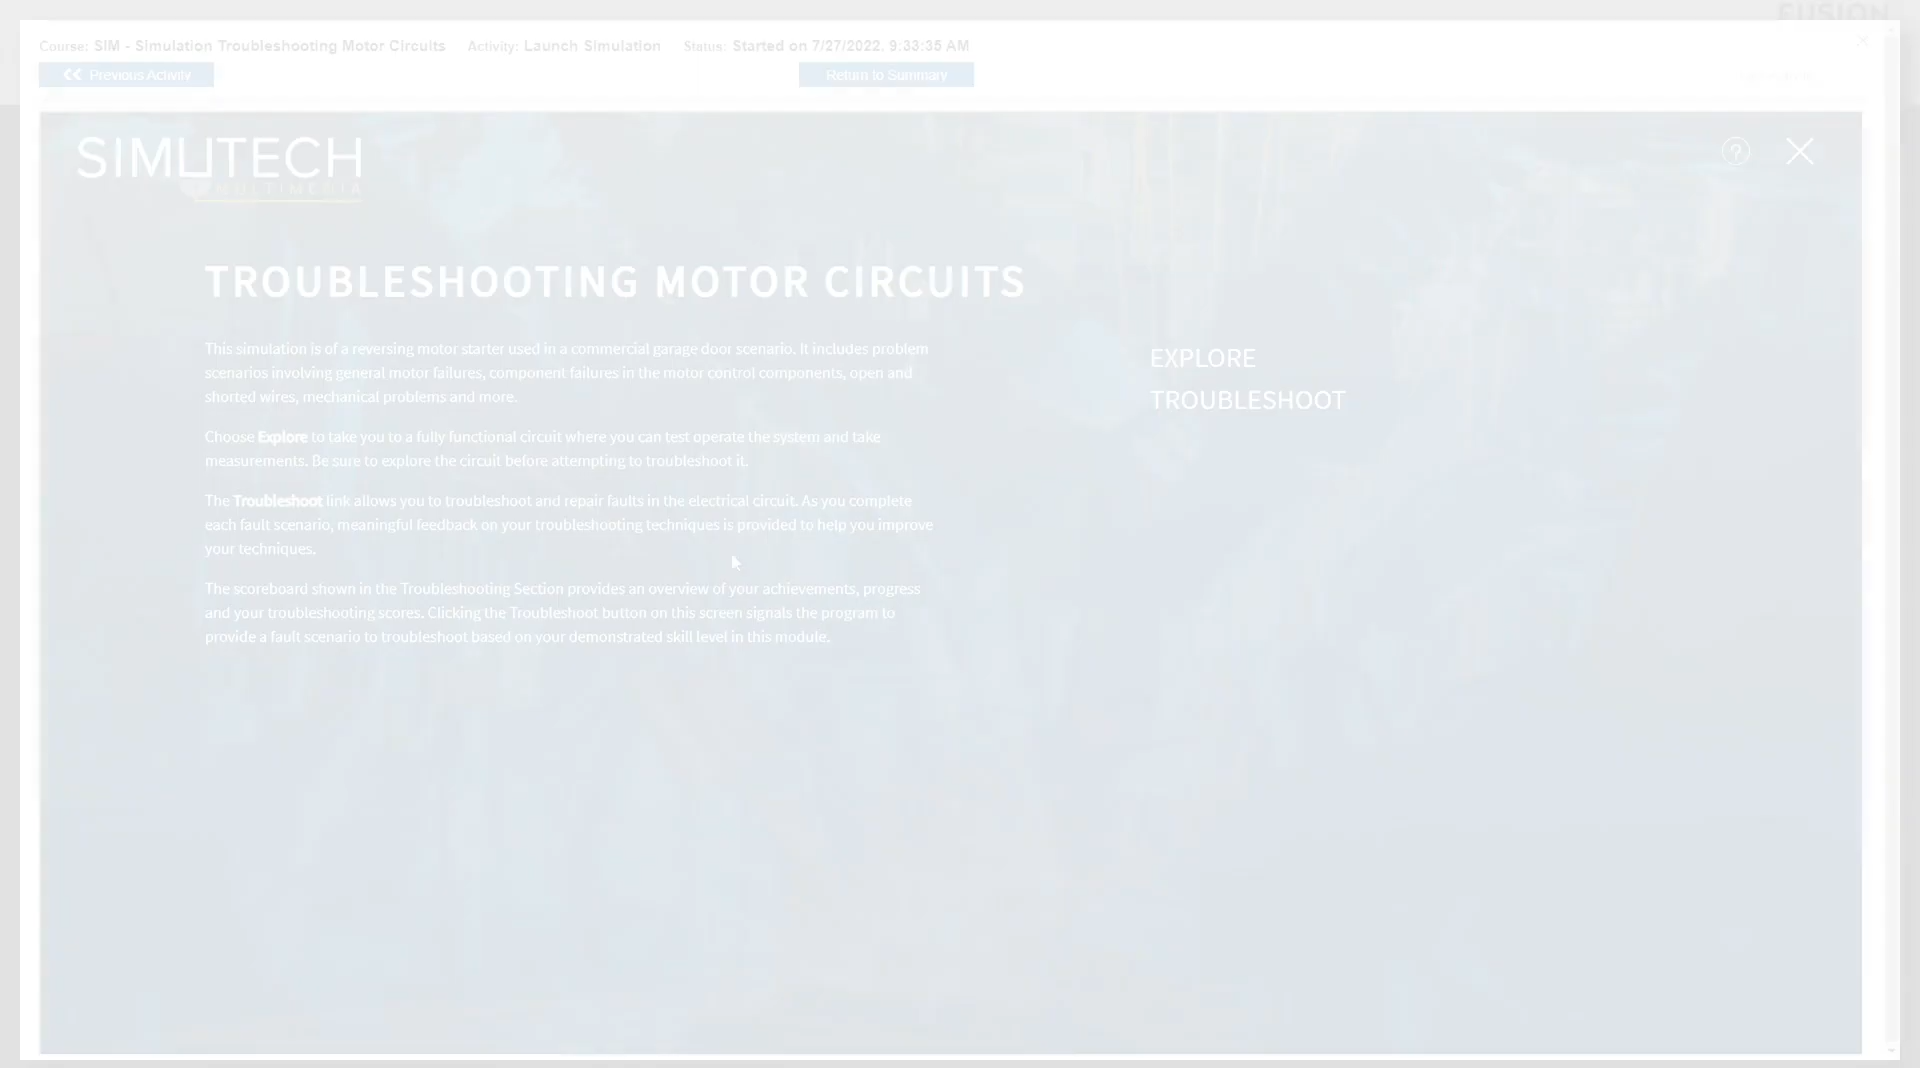 FUSION
Course: SIM - Simulation Troubleshooting Motor Circuits Activity: Launch Simulation Status: Started on 7/27/2022, 9:33:35 AM
Previous Activity Return to Summary
SIMUTECH
MULTIMEDIA
TROUBLESHOOTING MOTOR CIRCUITS
This simulation is of a reversing motor starter used in a commercial garage door scenario. It includes problem
scenarios involving general motor failures, component failures in the motor control components, open and
shorted wires, mechanical problems and more.
Choose Explore to take you to a fully functional circuit where you can test operate the system and take
measurements. Be sure to explore the circuit before attempting to troubleshoot it.
The Troubleshoot link allows you to troubleshoot and repair faults in the electrical circuit. As you complete
each fault scenario, meaningful feedback on your troubleshooting techniques is provided to help you improve
your techniques.
The scoreboard shown in the Troubleshooting Section provides an overview of your achievements, progress
and your troubleshooting scores. Clicking the Troubleshoot button on this screen signals the program to
provide a fault scenario to troubleshoot based on your demonstrated skill level in this module.
EXPLORE
TROUBLESHOOT